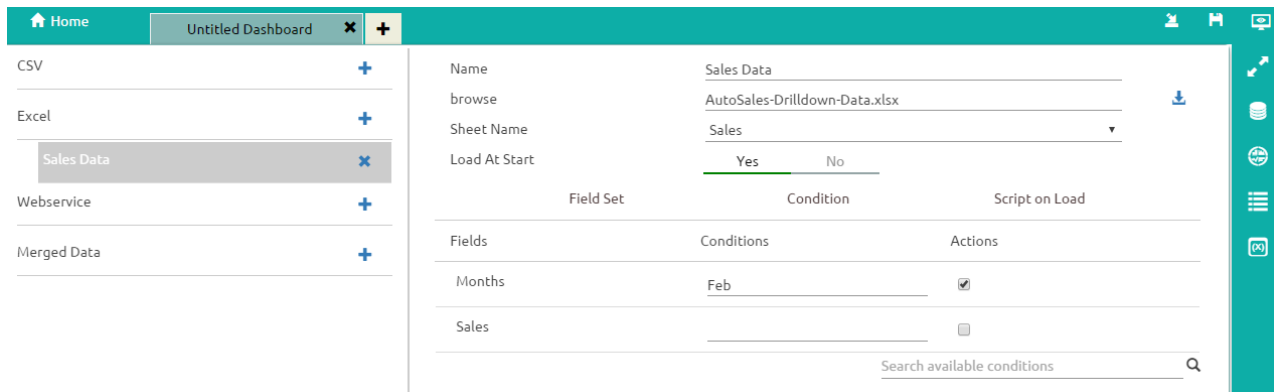 Home
Untitled Dashboard
CSV
Excel
Sales Data
Webservice
Merged Data
Name Sales Data
browse AutoSales-Drilldown-Data.xlsx
Sheet Name Sales
Load At Start Yes No
Field Set Condition Script on Load
Fields Conditions Actions
Months Feb
Sales
Search available conditions